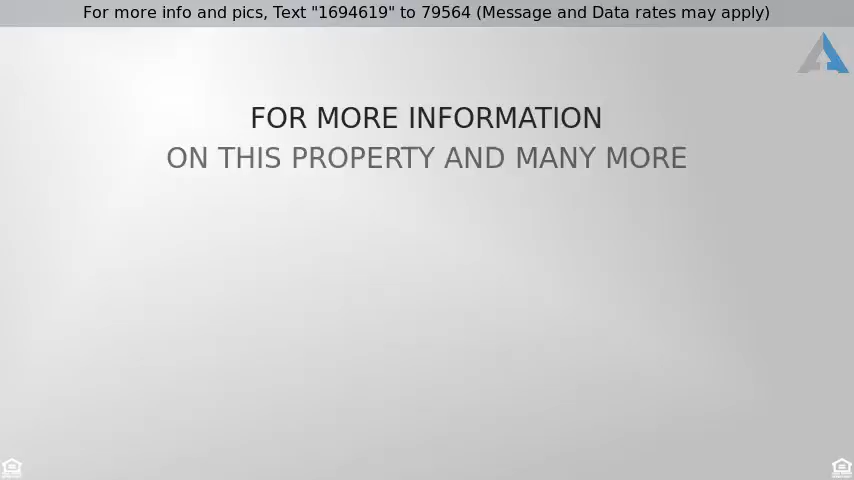 For more info and pics, Text "1694619" to 79564 (Message and Data rates may apply)
FOR MORE INFORMATION
ON THIS PROPERTY AND MANY MORE